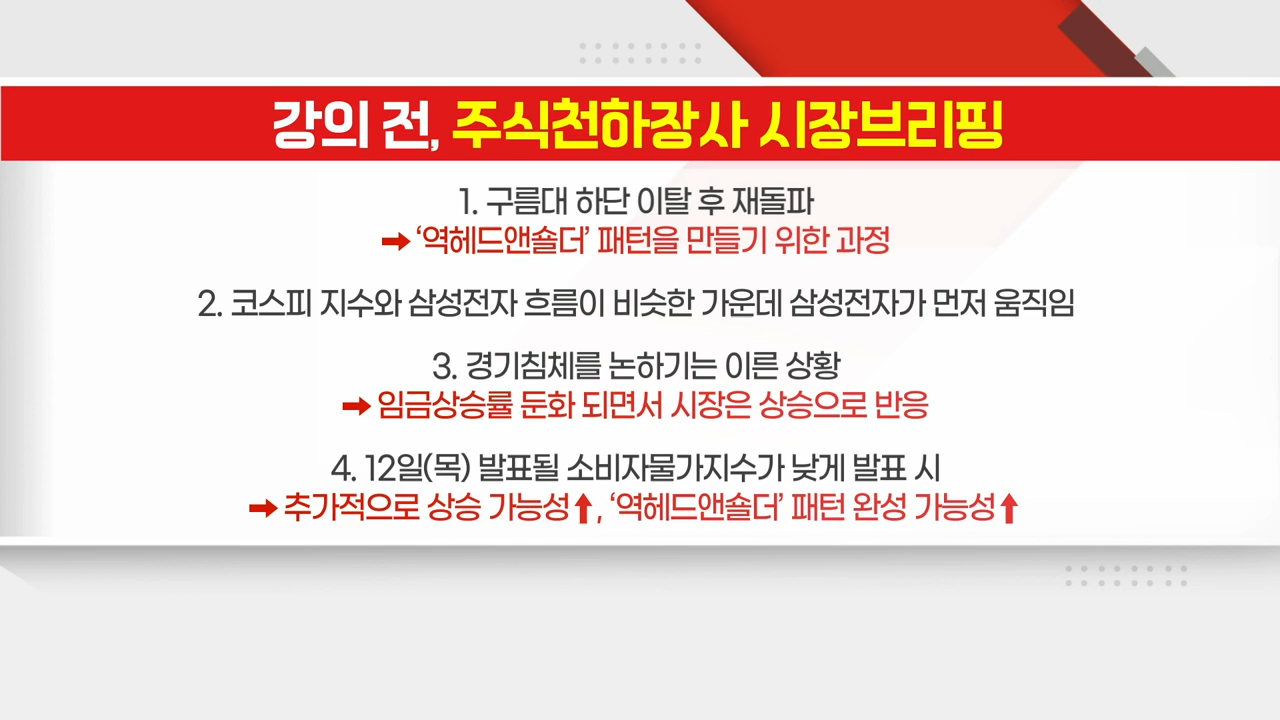 강의 전, 주식천하장사 시장브리핑
1. 구름대 하단 이탈 후 재돌파
➡ ‘역헤드앤숄더’ 패턴을 만들기 위한 과정
2. 코스피 지수와 삼성전자 흐름이 비슷한 가운데 삼성전자가 먼저 움직임
3. 경기침체를 논하기는 이른 상황
➡ 임금상승률 둔화 되면서 시장은 상승으로 반응
4. 12일(목) 발표될 소비자물가지수가 낮게 발표 시
➡ 추가적으로 상승 가능성⬆, ‘역헤드앤숄더’ 패턴 완성 가능성⬆